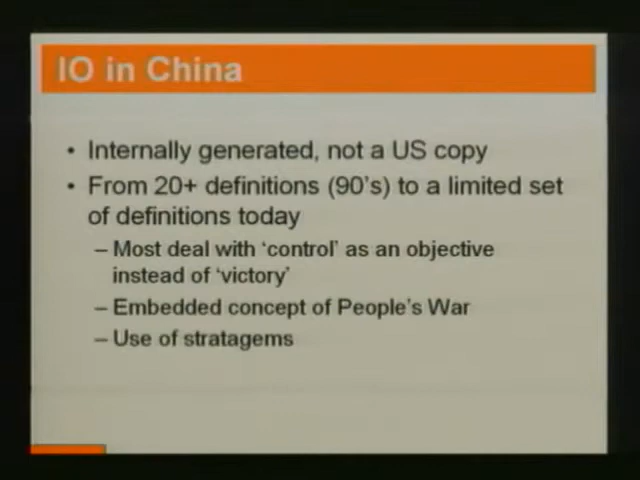 IO in China
• Internally generated, not a US copy
• From 20+ definitions (90's) to a limited set
of definitions today
– Most deal with 'control' as an objective
instead of 'victory'
– Embedded concept of People's War
– Use of stratagems